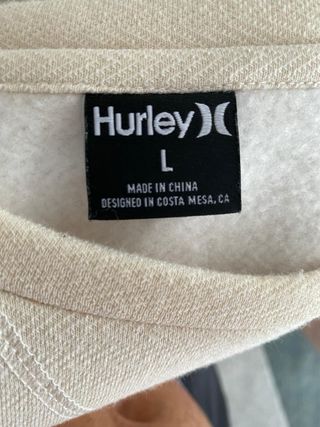 Hurley
L
MADE IN CHINA
DESIGNED IN COSTA MESA, CA